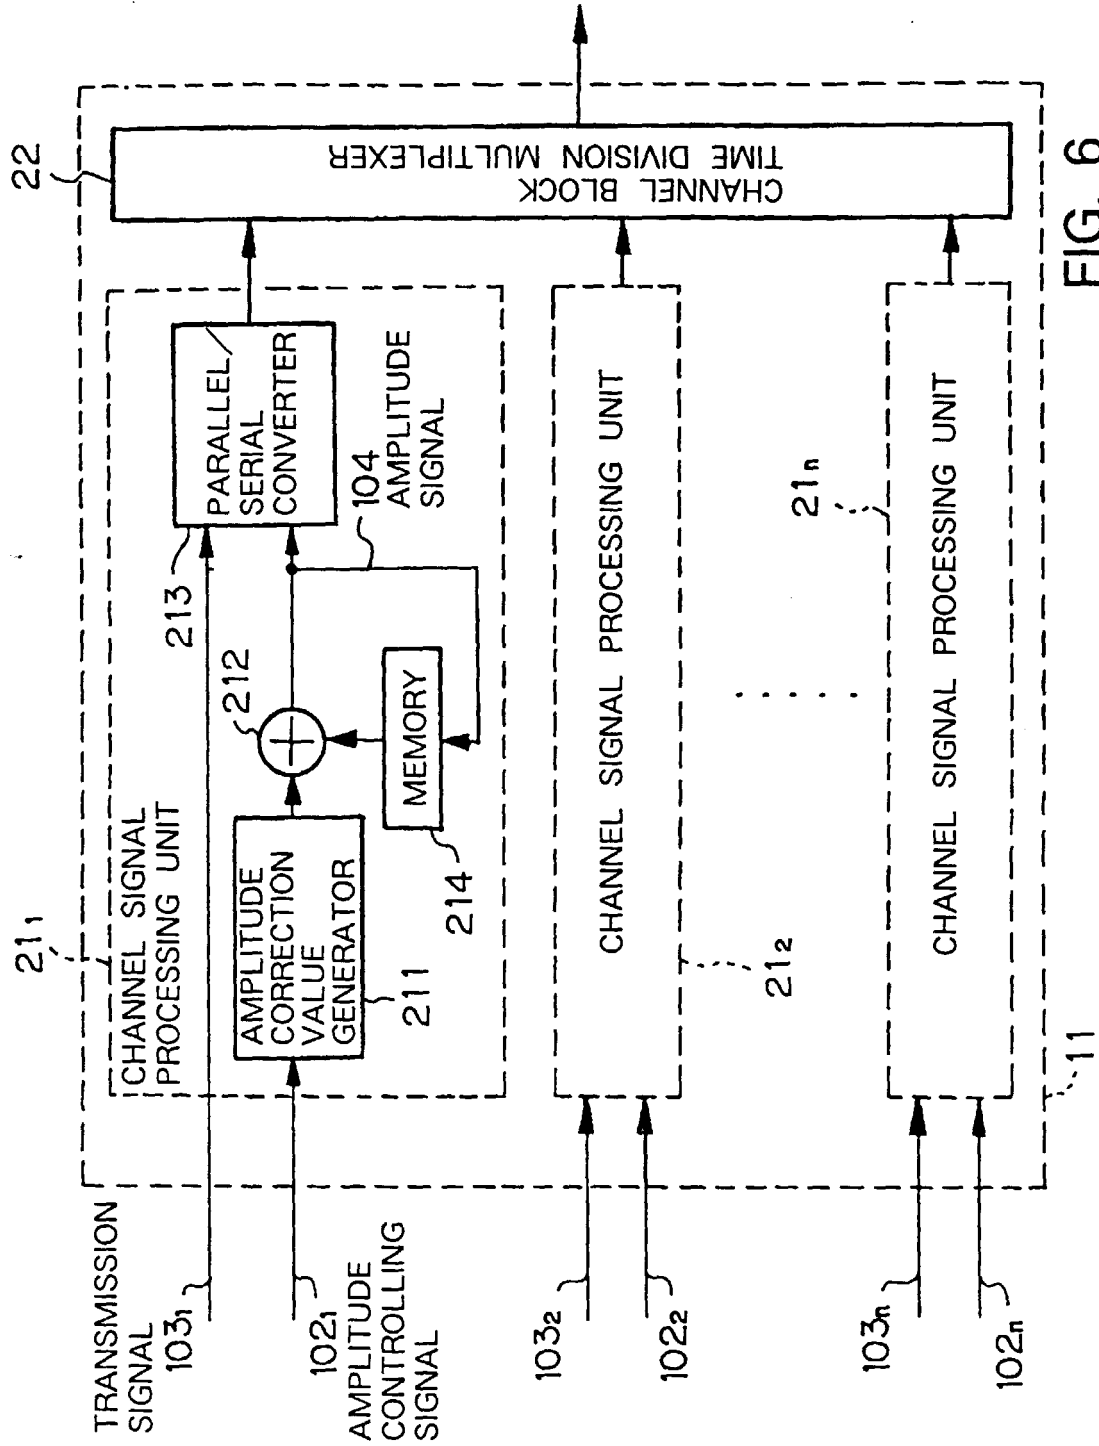 TRANSMISSION
SIGNAL
103₁
102₁
AMPLITUDE
CONTROLLING
SIGNAL
21₁
CHANNEL SIGNAL
PROCESSING UNIT
AMPLITUDE
CORRECTION
VALUE
GENERATOR
211
212
MEMORY
214
213
PARALLEL/
SERIAL
CONVERTER
104
AMPLITUDE
SIGNAL
22
CHANNEL BLOCK
TIME DIVISION MULTIPLEXER
103₂
102₂
CHANNEL SIGNAL PROCESSING UNIT
21₂
. . . . . .
103ₙ
102ₙ
CHANNEL SIGNAL PROCESSING UNIT
21ₙ
11
FIG. 6